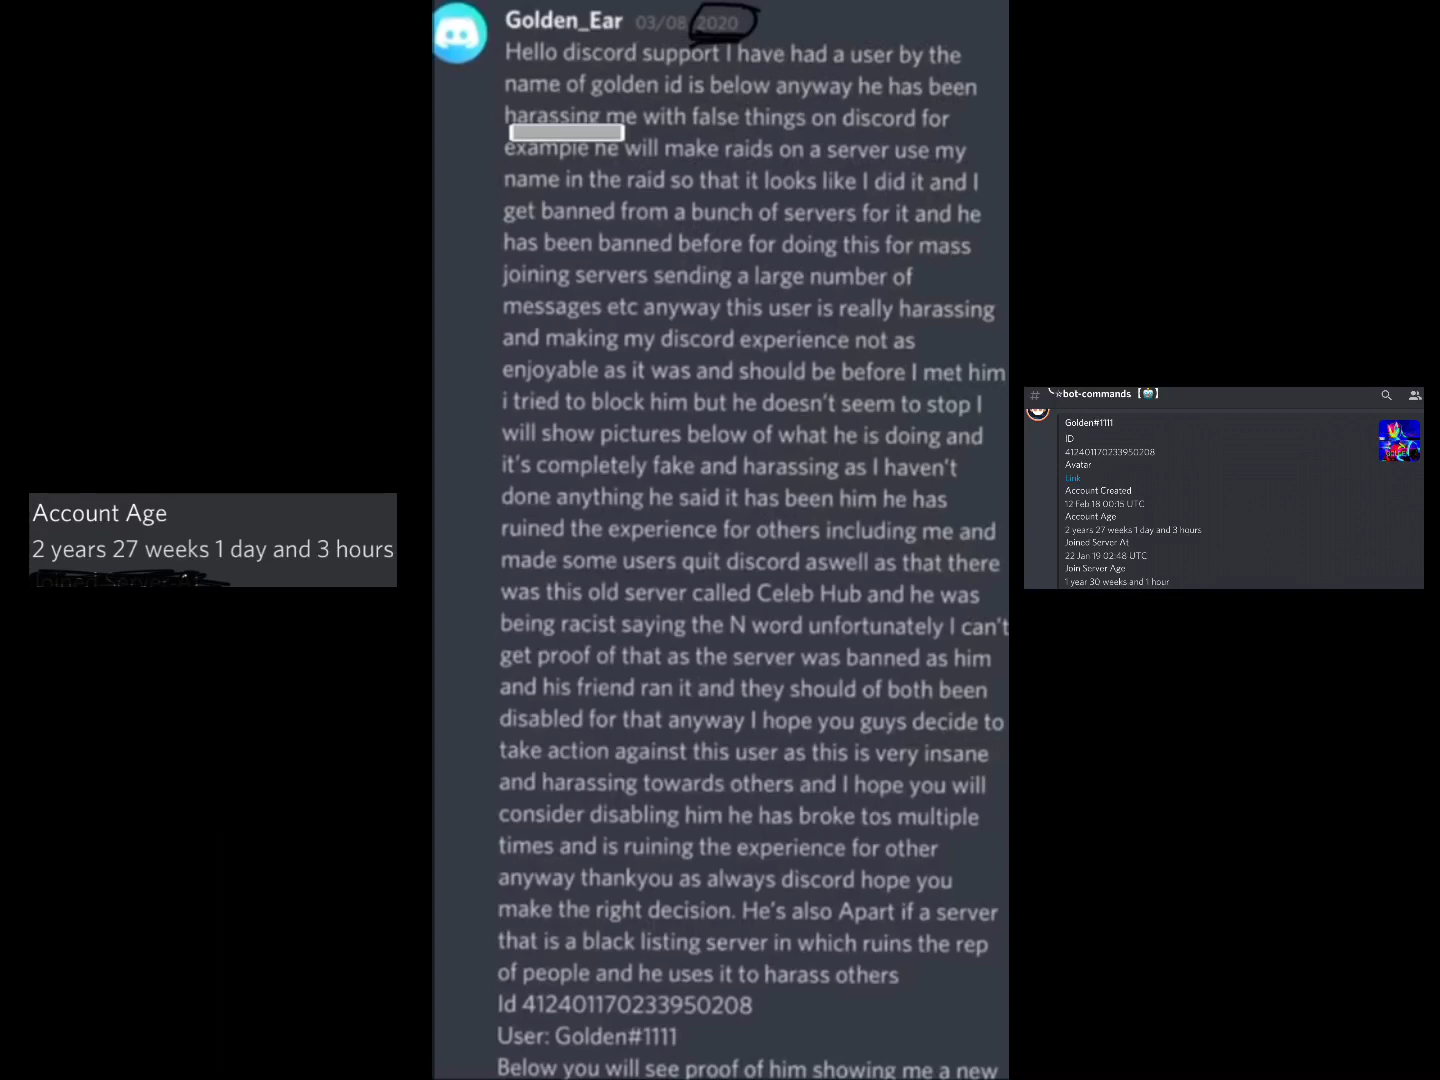 Account Age
2 years 27 weeks 1 day and 3 hours
Joined Server
Golden_Ear 03/08/2020
Hello discord support I have had a user by the
name of golden id is below anyway he has been
harassing me with false things on discord for
example he will make raids on a server use my
name in the raid so that it looks like I did it and I
get banned from a bunch of servers for it and he
has been banned before for doing this for mass
joining servers sending a large number of
messages etc anyway this user is really harassing
and making my discord experience not as
enjoyable as it was and should be before I met him
i tried to block him but he doesn't seem to stop I
will show pictures below of what he is doing and
it's completely fake and harassing as I haven't
done anything he said it has been him he has
ruined the experience for others including me and
made some users quit discord aswell as that there
was this old server called Celeb Hub and he was
being racist saying the N word unfortunately I can't
get proof of that as the server was banned as him
and his friend ran it and they should of both been
disabled for that anyway I hope you guys decide to
take action against this user as this is very insane
and harassing towards others and I hope you will
consider disabling him he has broke tos multiple
times and is ruining the experience for other
anyway thankyou as always discord hope you
make the right decision. He's also Apart if a server
that is a black listing server in which ruins the rep
of people and he uses it to harass others
Id 412401170233950208
User: Golden#1111
Below you will see proof of him showing me a new
# bot-commands
Golden#1111
ID
412401170233950208
Avatar
Link
Account Created
12 Feb 18 00:15 UTC
Account Age
2 years 27 weeks 1 day and 3 hours
Joined Server At
22 Jan 19 02:48 UTC
Join Server Age
1 year 30 weeks and 1 hour